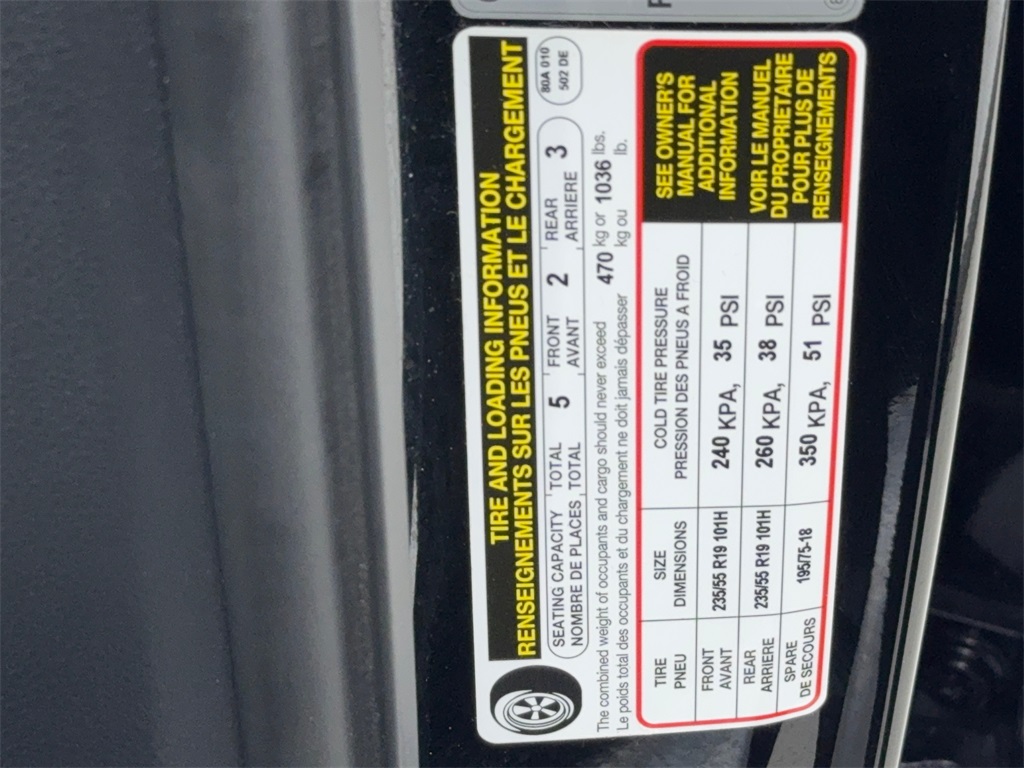 TIRE AND LOADING INFORMATION
RENSEIGNEMENTS SUR LES PNEUS ET LE CHARGEMENT
SEATING CAPACITY TOTAL 5 FRONT 2 REAR 3
NOMBRE DE PLACES TOTAL AVANT ARRIERE
80A 010
502 DE
The combined weight of occupants and cargo should never exceed 470 kg or 1036 lbs.
Le poids total des occupants et du chargement ne doit jamais dépasser kg ou lb.
TIRE SIZE COLD TIRE PRESSURE
PNEU DIMENSIONS PRESSION DES PNEUS A FROID
FRONT
AVANT 235/55 R19 101H 240 KPA, 35 PSI
REAR
ARRIERE 235/55 R19 101H 260 KPA, 38 PSI
SPARE
DE SECOURS 195/75-18 350 KPA, 51 PSI
SEE OWNER'S
MANUAL FOR
ADDITIONAL
INFORMATION
VOIR LE MANUEL
DU PROPRIETAIRE
POUR PLUS DE
RENSEIGNEMENTS